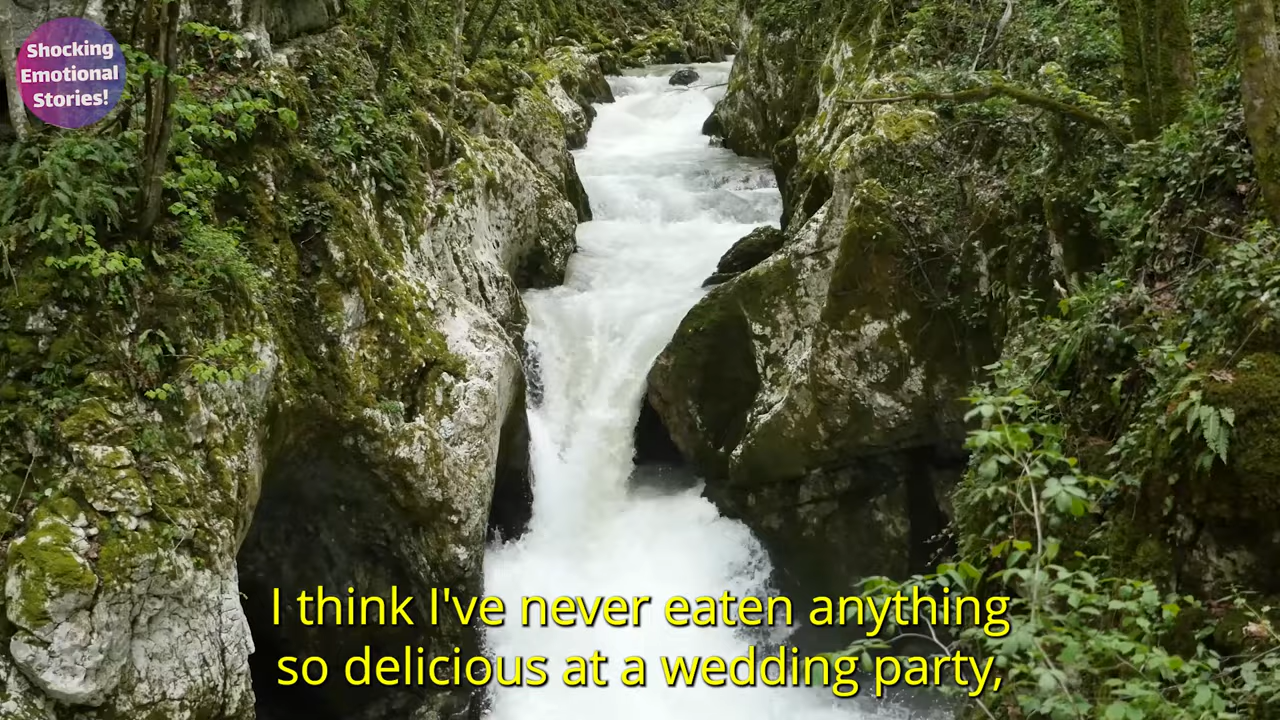 Shocking
Emotional
Stories!
I think I've never eaten anything
so delicious at a wedding party,